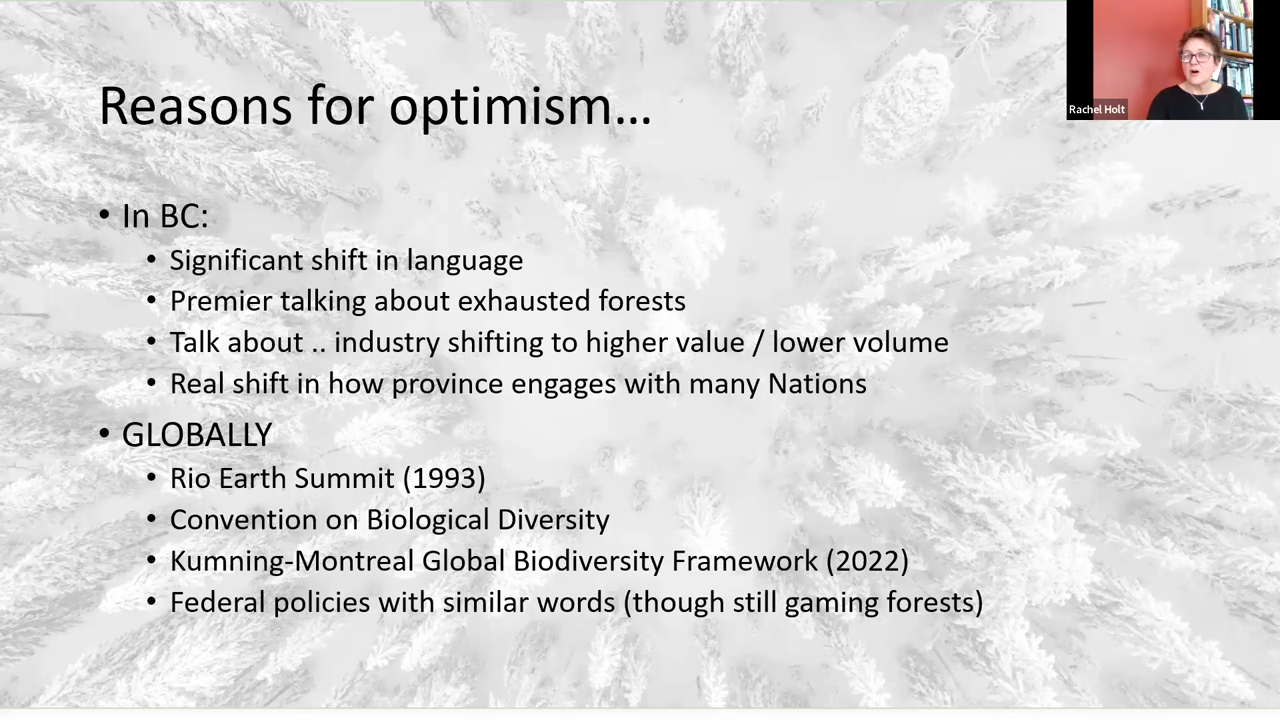 Rachel Holt
Reasons for optimism...
• In BC:
• Significant shift in language
• Premier talking about exhausted forests
• Talk about .. industry shifting to higher value / lower volume
• Real shift in how province engages with many Nations
• GLOBALLY
• Rio Earth Summit (1993)
• Convention on Biological Diversity
• Kumning-Montreal Global Biodiversity Framework (2022)
• Federal policies with similar words (though still gaming forests)